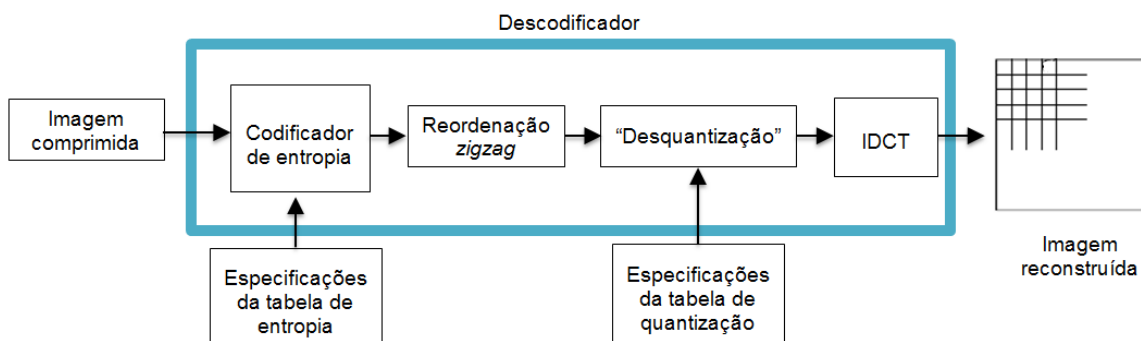 Descodificador
Imagem
comprimida
Codificador
de entropia
Reordenação
zigzag
“Desquantização”
IDCT
Especificações
da tabela de
entropia
Especificações
da tabela de
quantização
Imagem
reconstruída